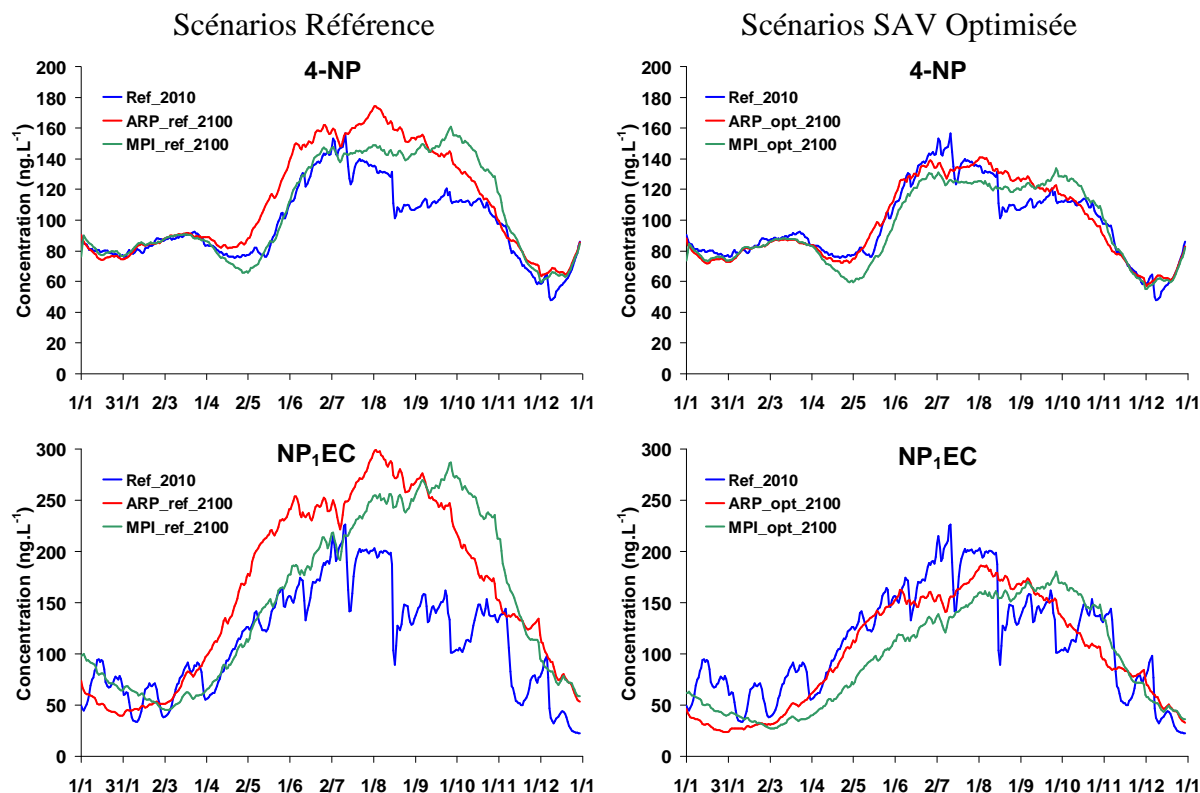 Scénarios Référence
Scénarios SAV Optimisée
4-NP
Concentration (ng.L-1)
200
180
160
140
120
100
80
60
40
20
0
Ref_2010
ARP_ref_2100
MPI_ref_2100
1/1 31/1 2/3 1/4 2/5 1/6 2/7 1/8 1/9 1/10 1/12 1/1
4-NP
Concentration (ng.L-1)
200
180
160
140
120
100
80
60
40
20
0
Ref_2010
ARP_opt_2100
MPI_opt_2100
1/1 31/1 2/3 1/4 2/5 1/6 2/7 1/8 1/9 1/10 1/11 1/12 1/1
NP1EC
Concentration (ng.L-1)
300
250
200
150
100
50
0
Ref_2010
ARP_ref_2100
MPI_ref_2100
1/1 31/1 2/3 1/4 2/5 1/6 2/7 1/8 1/9 1/10 1/12 1/1
NP1EC
Concentration (ng.L-1)
300
250
200
150
100
50
0
Ref_2010
ARP_opt_2100
MPI_opt_2100
1/1 31/1 2/3 1/4 2/5 1/6 2/7 1/8 1/9 1/10 1/11 1/12 1/1